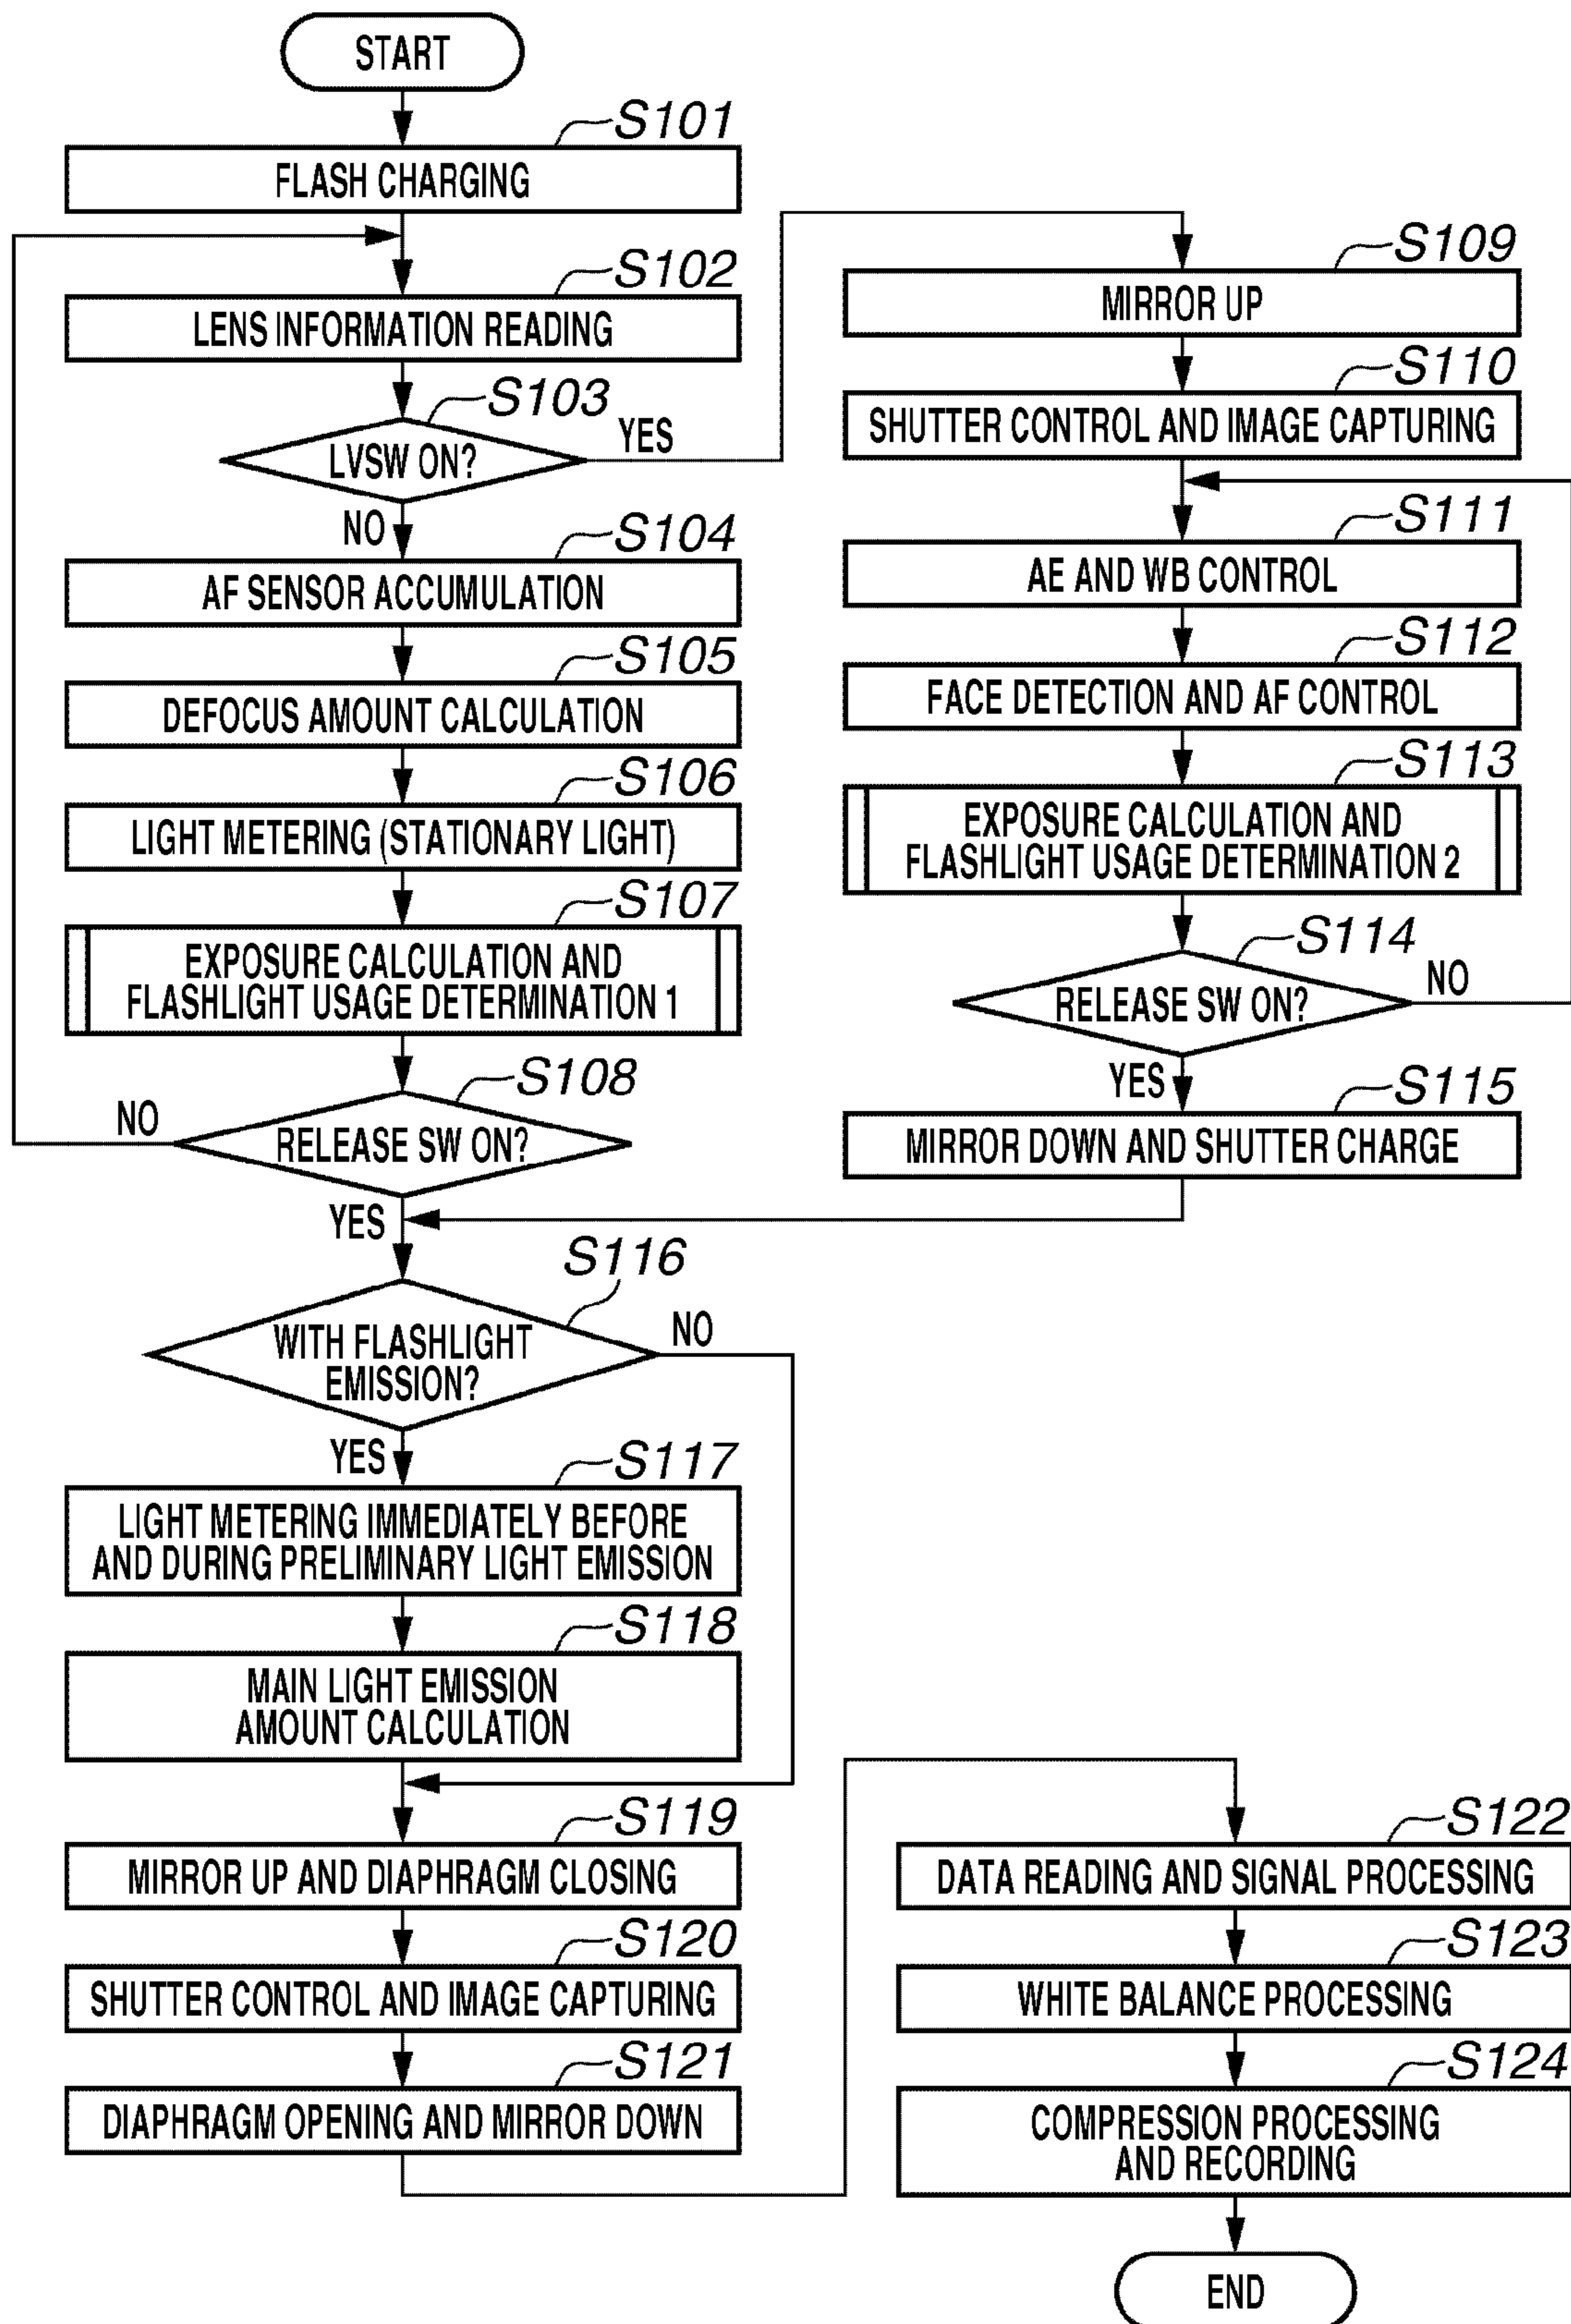 START
S101
FLASH CHARGING
S102
LENS INFORMATION READING
S103
LVSW ON?
YES
NO
S104
AF SENSOR ACCUMULATION
S105
DEFOCUS AMOUNT CALCULATION
S106
LIGHT METERING (STATIONARY LIGHT)
S107
EXPOSURE CALCULATION AND
FLASHLIGHT USAGE DETERMINATION 1
S108
RELEASE SW ON?
NO
YES
S109
MIRROR UP
S110
SHUTTER CONTROL AND IMAGE CAPTURING
S111
AE AND WB CONTROL
S112
FACE DETECTION AND AF CONTROL
S113
EXPOSURE CALCULATION AND
FLASHLIGHT USAGE DETERMINATION 2
S114
RELEASE SW ON?
NO
YES
S115
MIRROR DOWN AND SHUTTER CHARGE
S116
WITH FLASHLIGHT
EMISSION?
NO
YES
S117
LIGHT METERING IMMEDIATELY BEFORE
AND DURING PRELIMINARY LIGHT EMISSION
S118
MAIN LIGHT EMISSION
AMOUNT CALCULATION
S119
MIRROR UP AND DIAPHRAGM CLOSING
S120
SHUTTER CONTROL AND IMAGE CAPTURING
S121
DIAPHRAGM OPENING AND MIRROR DOWN
S122
DATA READING AND SIGNAL PROCESSING
S123
WHITE BALANCE PROCESSING
S124
COMPRESSION PROCESSING
AND RECORDING
END